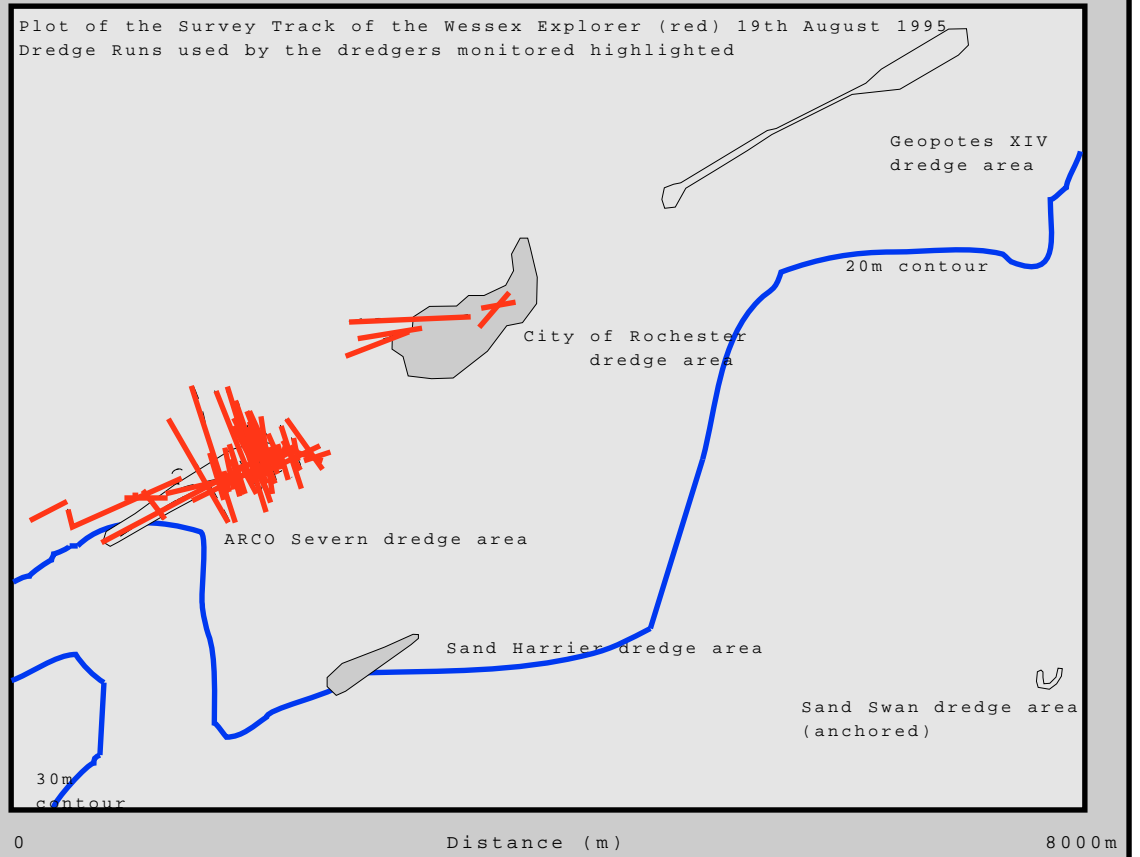 Plot of the Survey Track of the Wessex Explorer (red) 19th August 1995
Dredge Runs used by the dredgers monitored highlighted
Geopotes XIV
dredge area
20m contour
City of Rochester
dredge area
ARCO Severn dredge area
Sand Harrier dredge area
Sand Swan dredge area
(anchored)
30m
contour
0
Distance (m)
8000m